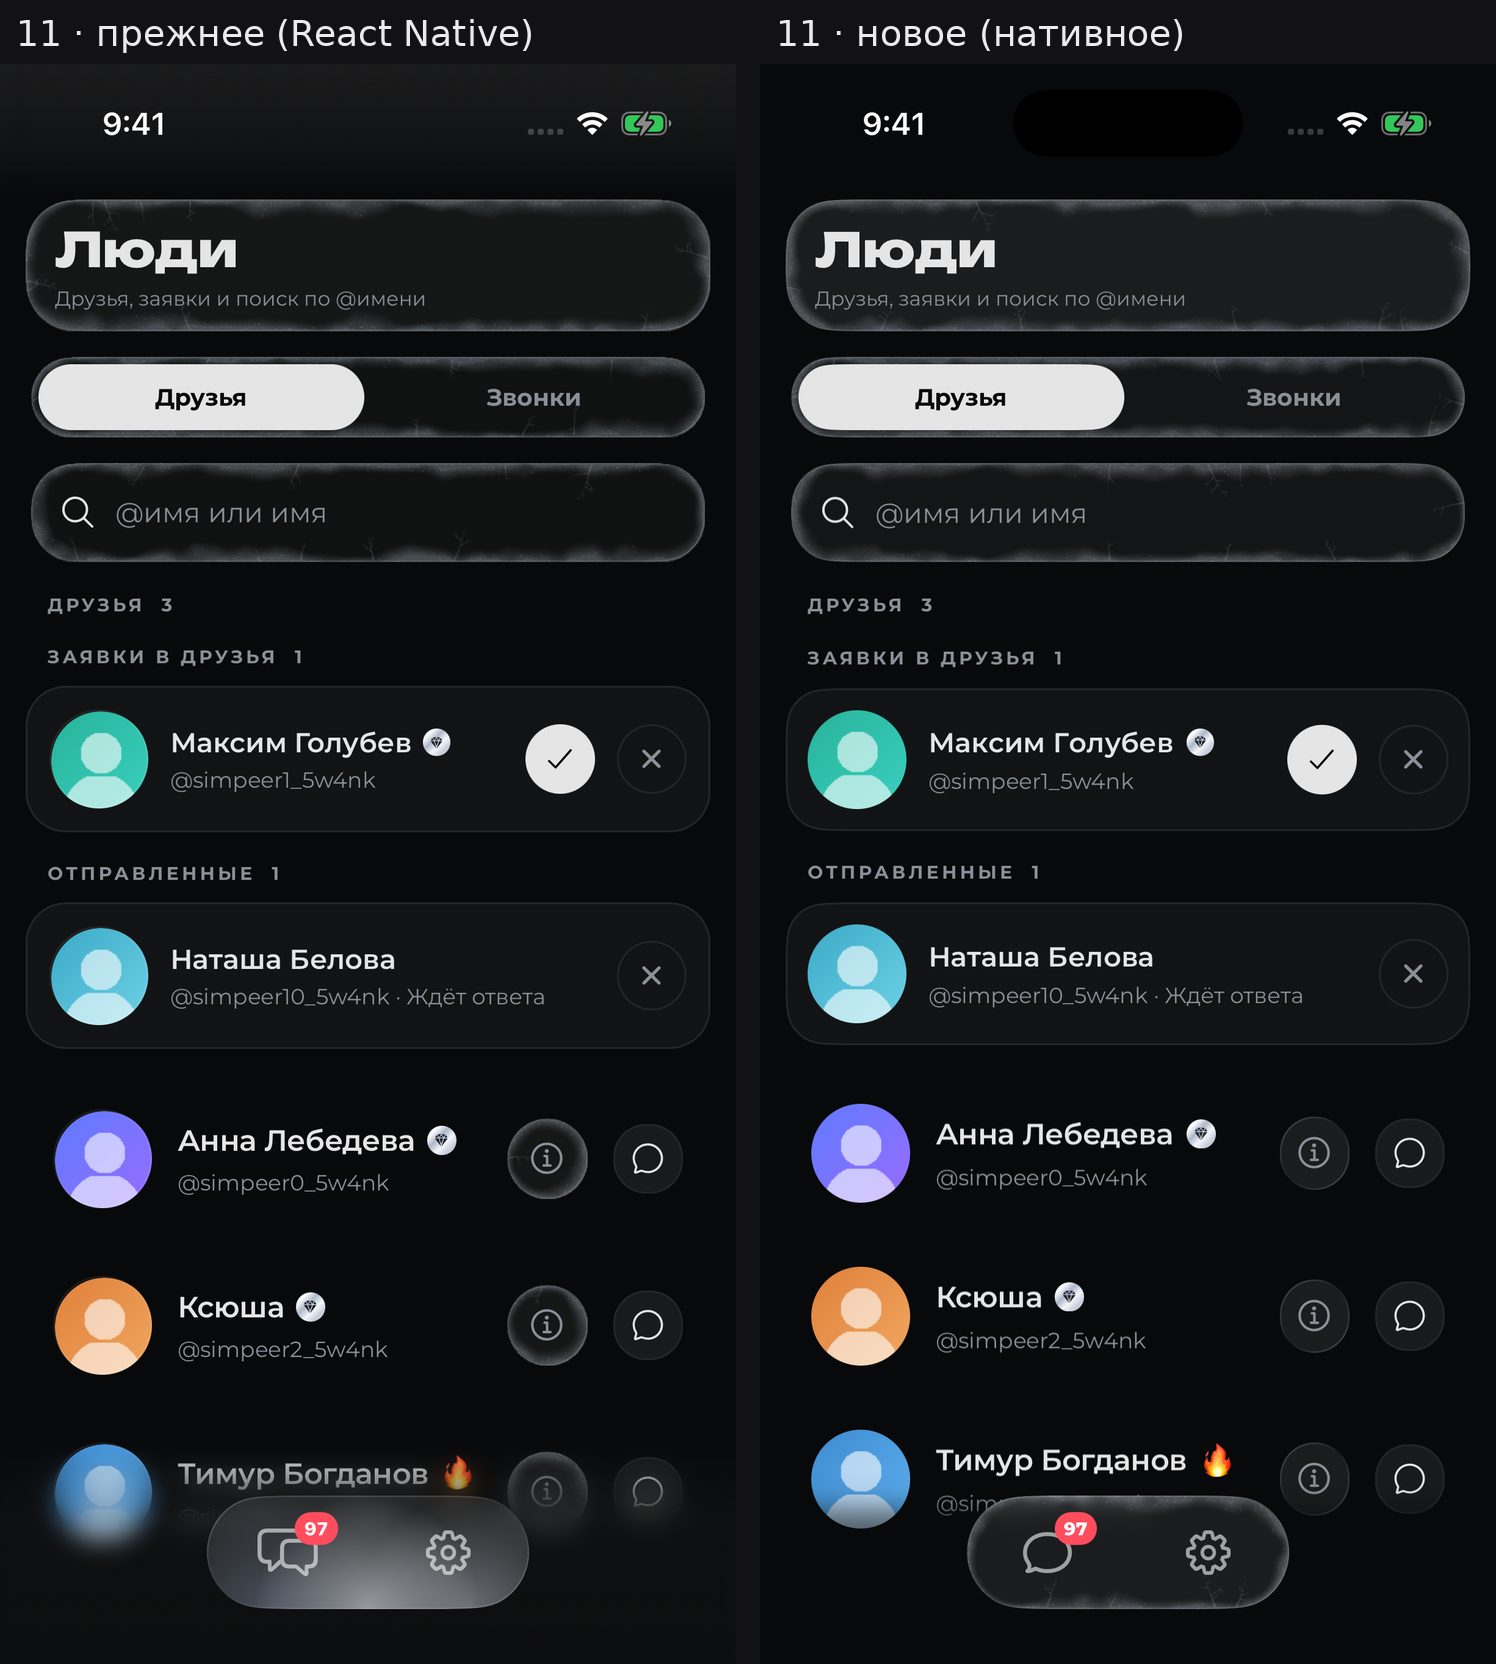 11 · прежнее (React Native)
9:41
Люди
Друзья, заявки и поиск по @имени
Друзья
Звонки
@имя или имя
ДРУЗЬЯ 3
ЗАЯВКИ В ДРУЗЬЯ 1
Максим Голубев
@simpeer1_5w4nk
ОТПРАВЛЕННЫЕ 1
Наташа Белова
@simpeer10_5w4nk · Ждёт ответа
Анна Лебедева
@simpeer0_5w4nk
Ксюша
@simpeer2_5w4nk
Тимур Богданов
97
11 · новое (нативное)
9:41
Люди
Друзья, заявки и поиск по @имени
Друзья
Звонки
@имя или имя
ДРУЗЬЯ 3
ЗАЯВКИ В ДРУЗЬЯ 1
Максим Голубев
@simpeer1_5w4nk
ОТПРАВЛЕННЫЕ 1
Наташа Белова
@simpeer10_5w4nk · Ждёт ответа
Анна Лебедева
@simpeer0_5w4nk
Ксюша
@simpeer2_5w4nk
Тимур Богданов
97